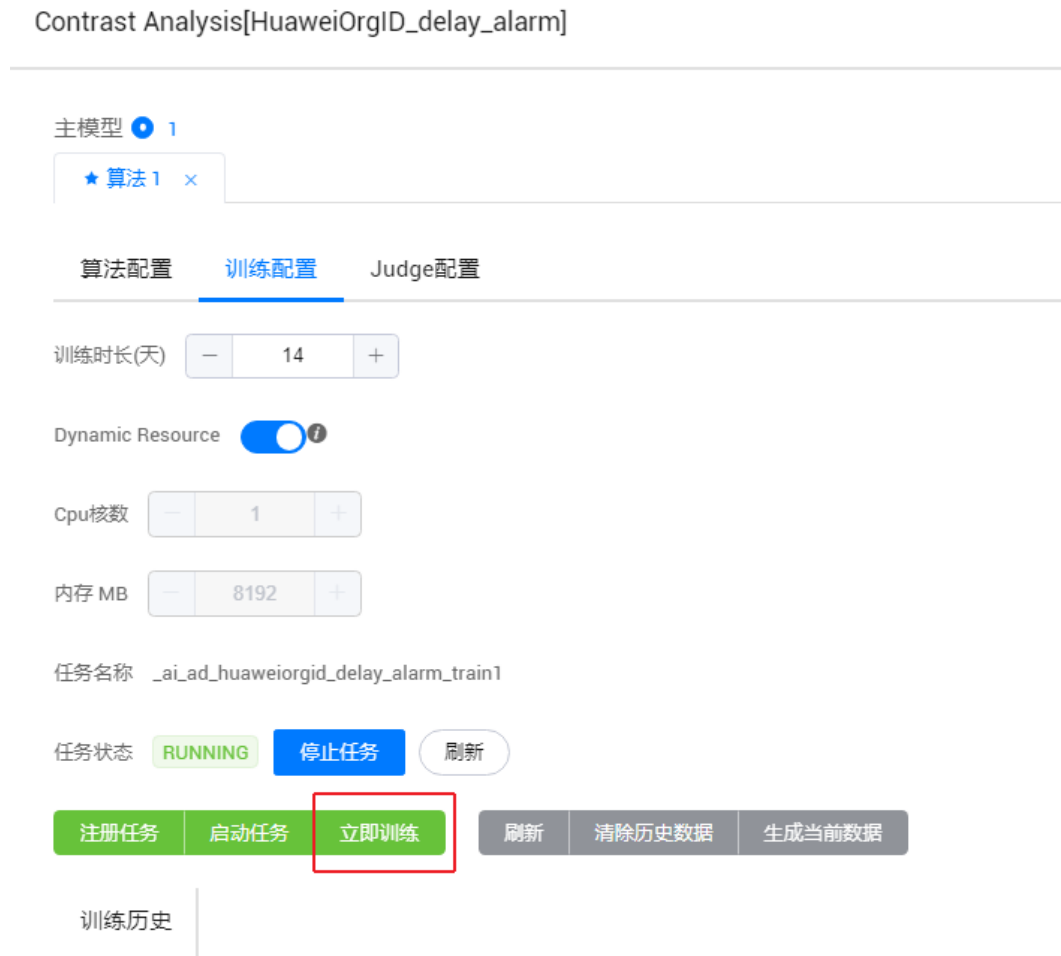 Contrast Analysis[HuaweiOrgID_delay_alarm]
主模型 1
算法 1 ×
算法配置 训练配置 Judge配置
训练时长(天) − 14 +
Dynamic Resource i
Cpu核数 − 1 +
内存 MB − 8192 +
任务名称 _ai_ad_huaweiorgid_delay_alarm_train1
任务状态 RUNNING 停止任务 刷新
注册任务 启动任务 立即训练 刷新 清除历史数据 生成当前数据
训练历史